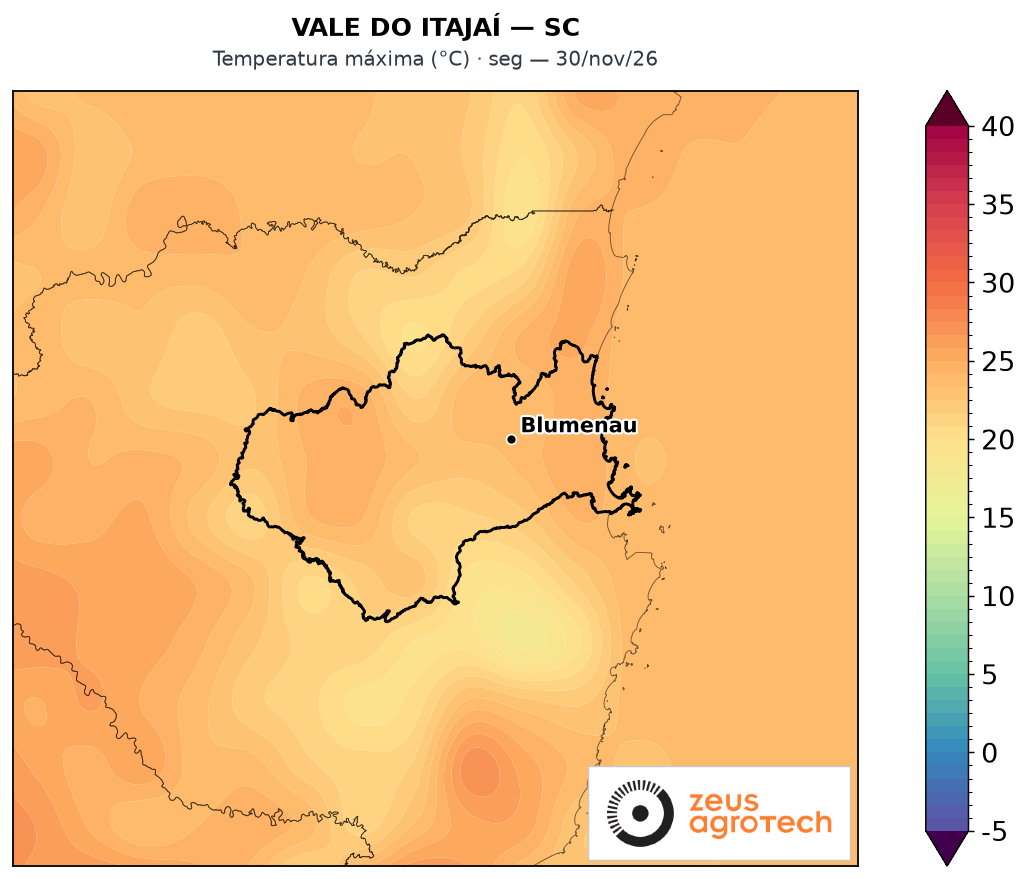 VALE DO ITAJAÍ — SC
Temperatura máxima (°C) · seg — 30/nov/26
40
35
30
25
20
15
10
5
0
-5
Blumenau
zeus
agrotech